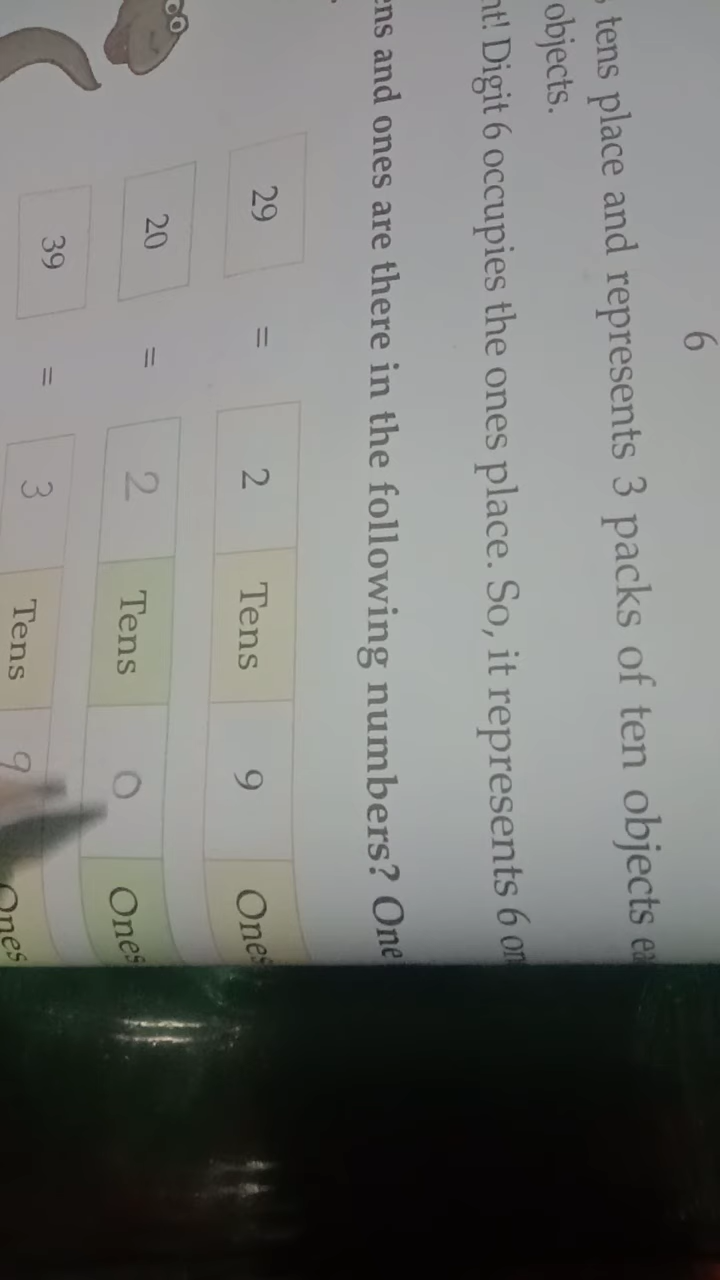 6
tens place and represents 3 packs of ten objects
objects.
Digit 6 occupies the ones place. So, it represents 6
and ones are there in the following numbers? One
29 = 2 Tens 9 Ones
20 = 2 Tens 0 Ones
39 = 3 Tens 9 Ones